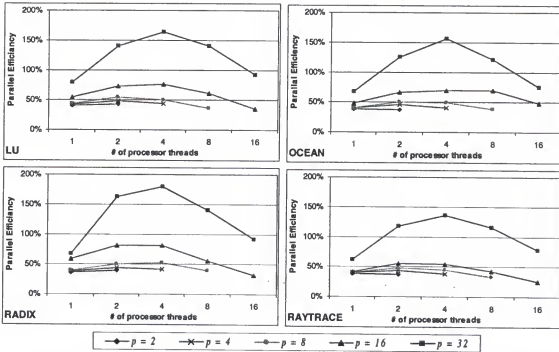 200%
150%
100%
50%
0%
Parallel Efficiency
1 2 4 8 16
# of processor threads
LU
200%
150%
100%
50%
0%
Parallel Efficiency
1 2 4 8 16
# of processor threads
OCEAN
200%
150%
100%
50%
0%
Parallel Efficiency
1 2 4 8 16
# of processor threads
RADIX
200%
150%
100%
50%
0%
Parallel Efficiency
1 2 4 8 16
# of processor threads
RAYTRACE
p = 2 p = 4 p = 8 p = 16 p = 32